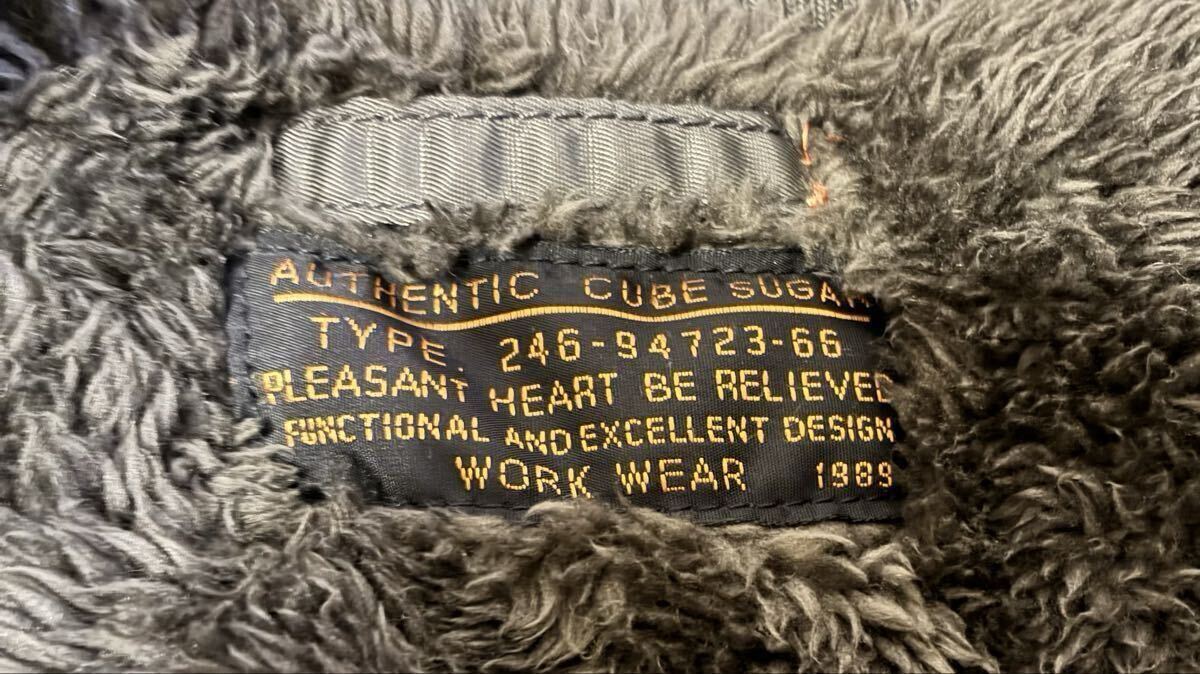 AUTHENTIC CUBE SUGAR
TYPE. 246-94723-66
PLEASANT HEART BE RELIEVED
FUNCTIONAL AND EXCELLENT DESIGN
WORK WEAR 1989